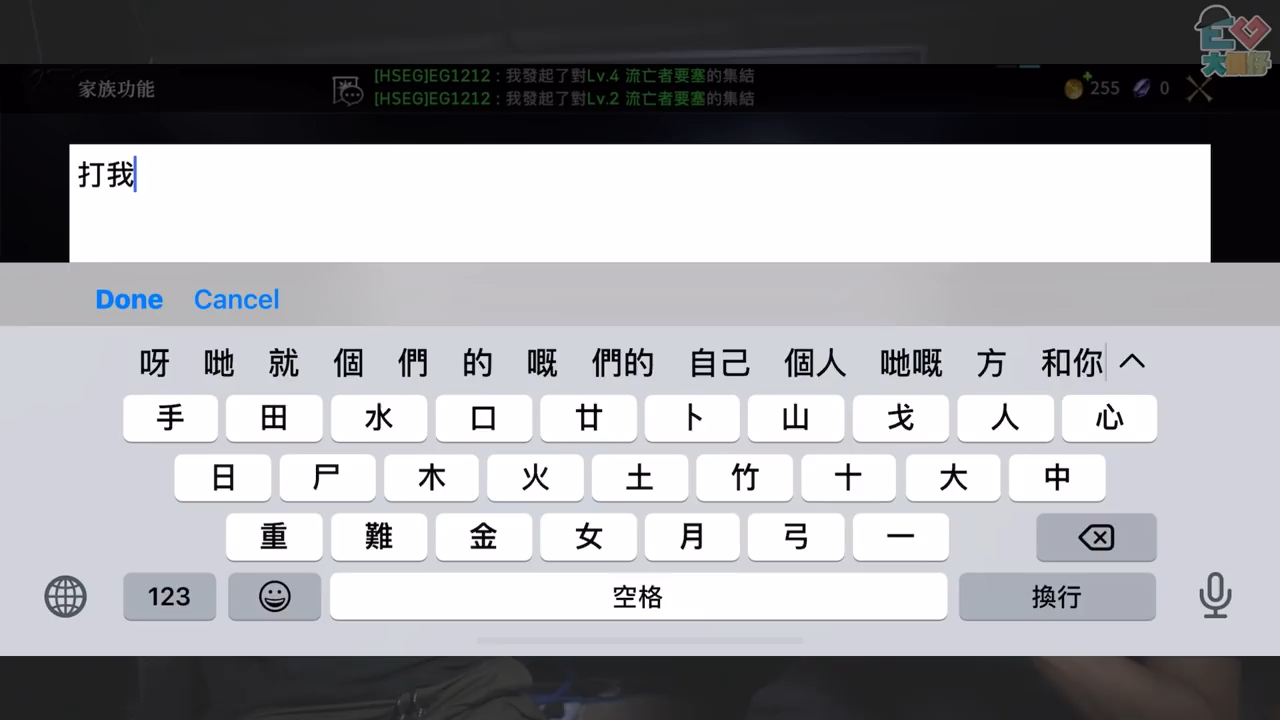 家族功能
[HSEG]EG1212：我發起了對Lv.4 流亡者要塞的集結
[HSEG]EG1212：我發起了對Lv.2 流亡者要塞的集結
255
0
打我
Done Cancel
呀 哋 就 個 們 的 嘅 們的 自己 個人 哋嘅 方 和你
手 田 水 口 廿 卜 山 戈 人 心
日 尸 木 火 土 竹 十 大 中
重 難 金 女 月 弓 一
123 空格 換行